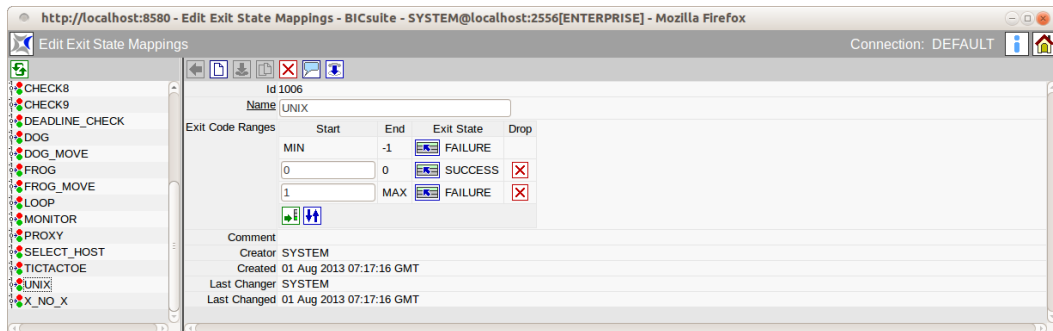 http://localhost:8580 - Edit Exit State Mappings - BICsuite - SYSTEM@localhost:2556[ENTERPRISE] - Mozilla Firefox
Edit Exit State Mappings
Connection: DEFAULT
CHECK8
CHECK9
DEADLINE_CHECK
DOG
DOG_MOVE
FROG
FROG_MOVE
LOOP
MONITOR
PROXY
SELECT_HOST
TICTACTOE
UNIX
X_NO_X
Id 1006
Name UNIX
Exit Code Ranges Start End Exit State Drop
MIN -1 FAILURE
0 0 SUCCESS
1 MAX FAILURE
Comment
Creator SYSTEM
Created 01 Aug 2013 07:17:16 GMT
Last Changer SYSTEM
Last Changed 01 Aug 2013 07:17:16 GMT